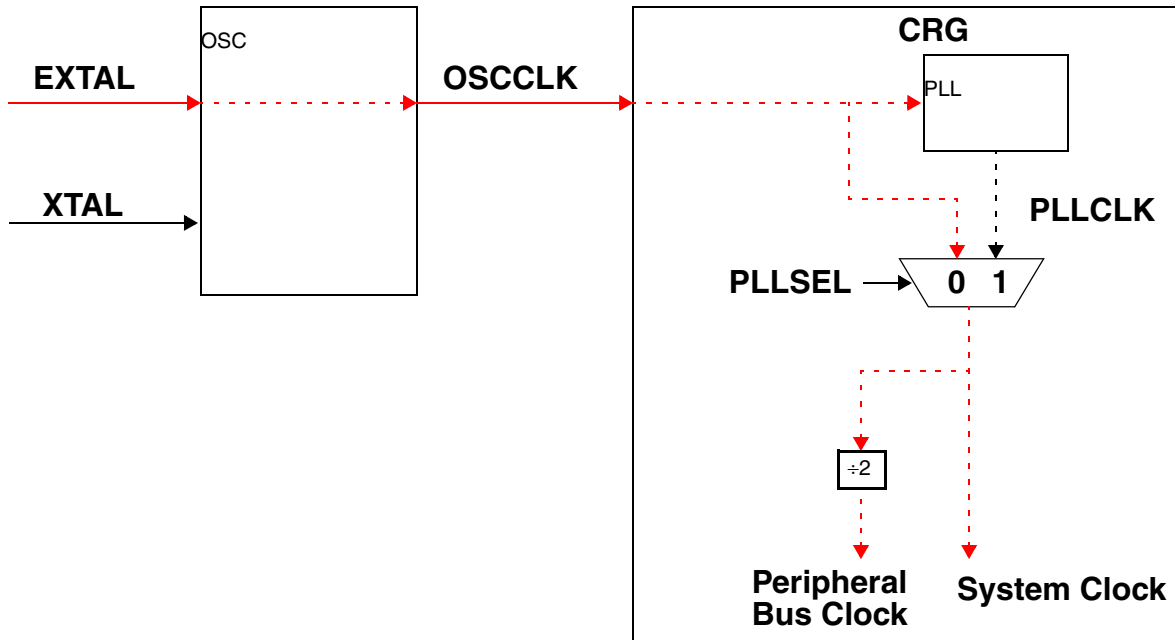 CRG
OSC
EXTAL
OSCCLK
PLL
XTAL
PLLCLK
PLLSEL
0 1
÷2
Peripheral
Bus Clock
System Clock